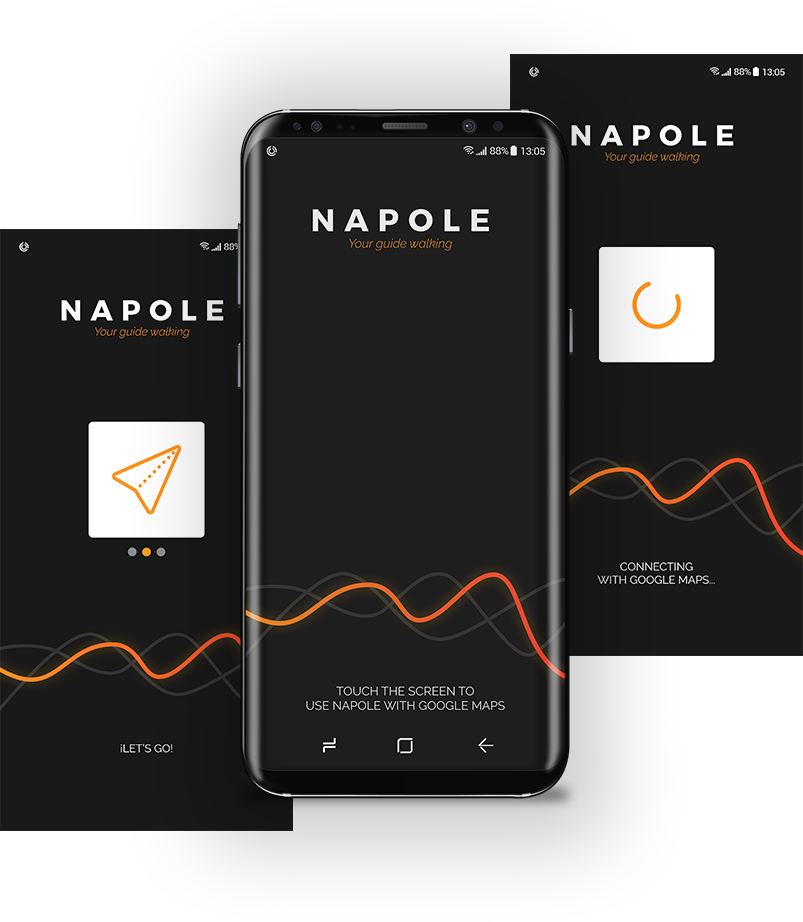 88%
NAPOLE
Your guide walking
¡LET'S GO!
88% 13:05
NAPOLE
Your guide walking
TOUCH THE SCREEN TO
USE NAPOLE WITH GOOGLE MAPS
88% 13:05
NAPOLE
Your guide walking
CONNECTING
WITH GOOGLE MAPS...